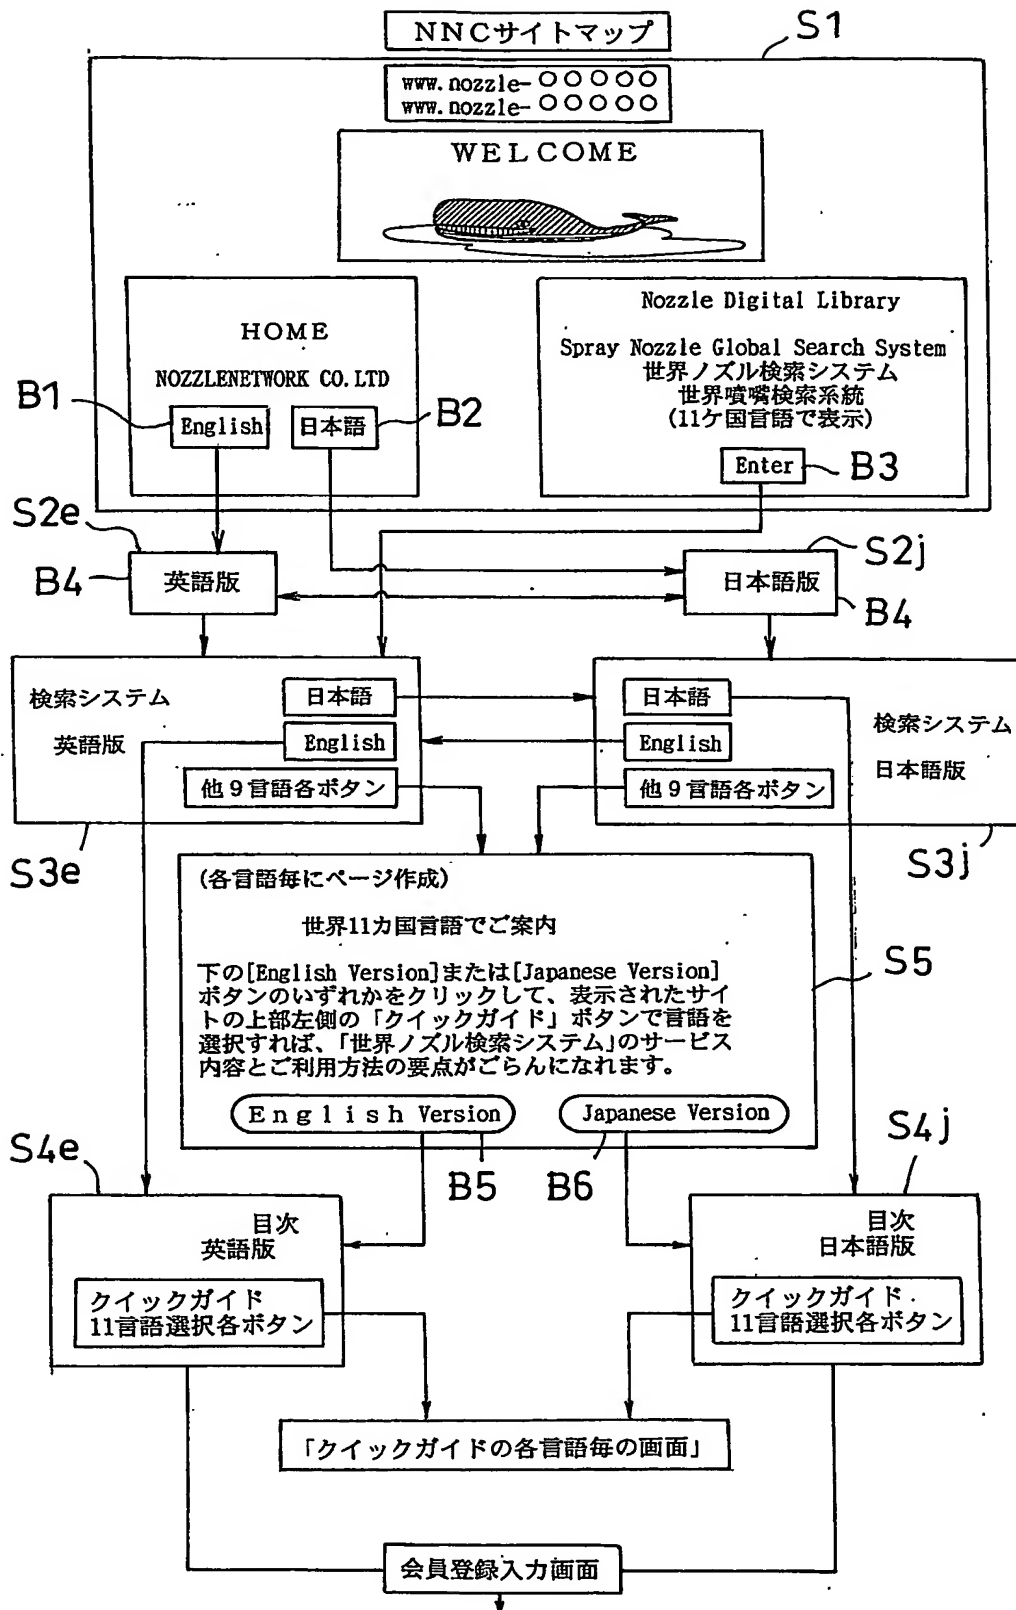 NNCサイトマップ
S1
www.nozzle-○○○○○
www.nozzle-○○○○○
WELCOME
HOME
NOZZLENETWORK CO.LTD
B1
English
日本語
B2
Nozzle Digital Library
Spray Nozzle Global Search System
世界ノズル検索システム
世界噴嘴検索系統
(11ケ国言語で表示)
Enter
B3
S2e
B4
英語版
S2j
日本語版
B4
検索システム
英語版
日本語
English
他9言語各ボタン
S3e
日本語
English
他9言語各ボタン
検索システム
日本語版
S3j
(各言語毎にページ作成)
世界11カ国言語でご案内
下の[English Version]または[Japanese Version]
ボタンのいずれかをクリックして、表示されたサイ
トの上部左側の「クイックガイド」ボタンで言語を
選択すれば、「世界ノズル検索システム」のサービス
内容とご利用方法の要点がごらんになれます。
S5
English Version
Japanese Version
B5
B6
S4e
目次
英語版
クイックガイド
11言語選択各ボタン
S4j
目次
日本語版
クイックガイド
11言語選択各ボタン
「クイックガイドの各言語毎の画面」
会員登録入力画面